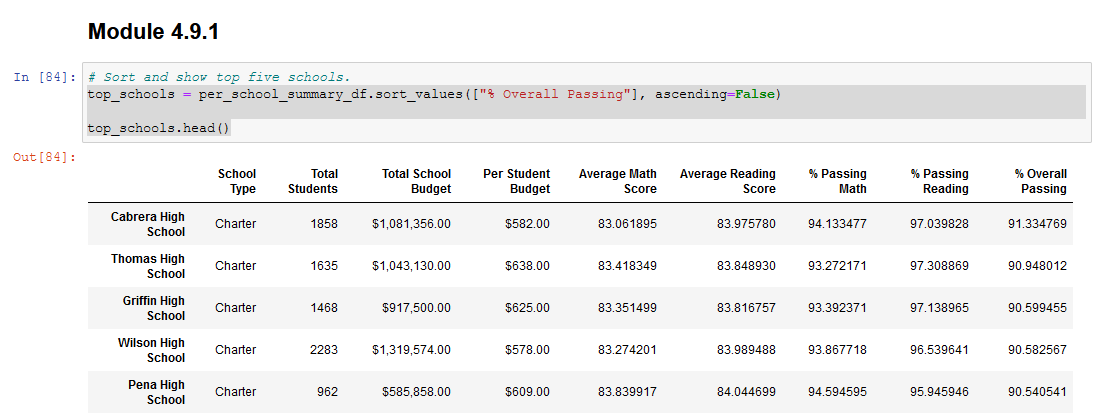 Module 4.9.1
In [84]: # Sort and show top five schools.
top_schools = per_school_summary_df.sort_values(["% Overall Passing"], ascending=False)
top_schools.head()
Out[84]:
School Type Total Students Total School Budget Per Student Budget Average Math Score Average Reading Score % Passing Math % Passing Reading % Overall Passing
Cabrera High School Charter 1858 $1,081,356.00 $582.00 83.061895 83.975780 94.133477 97.039828 91.334769
Thomas High School Charter 1635 $1,043,130.00 $638.00 83.418349 83.848930 93.272171 97.308869 90.948012
Griffin High School Charter 1468 $917,500.00 $625.00 83.351499 83.816757 93.392371 97.138965 90.599455
Wilson High School Charter 2283 $1,319,574.00 $578.00 83.274201 83.989488 93.867718 96.539641 90.582567
Pena High School Charter 962 $585,858.00 $609.00 83.839917 84.044699 94.594595 95.945946 90.540541